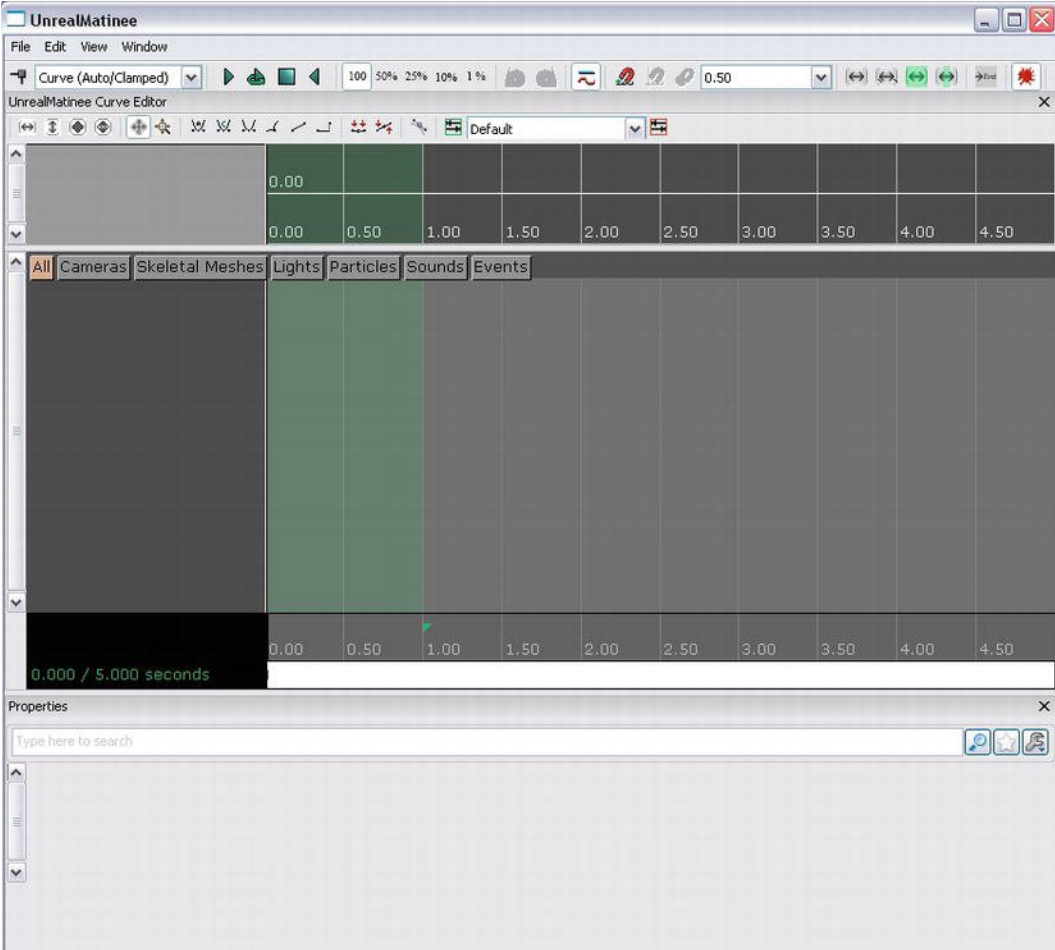 UnrealMatinee
File Edit View Window
Curve (Auto/Clamped) 100 50% 25% 10% 1% 0.50 End
UnrealMatinee Curve Editor
Default
0.00
0.00 0.50 1.00 1.50 2.00 2.50 3.00 3.50 4.00 4.50
All Cameras Skeletal Meshes Lights Particles Sounds Events
0.00 0.50 1.00 1.50 2.00 2.50 3.00 3.50 4.00 4.50
0.000 / 5.000 seconds
Properties
Type here to search